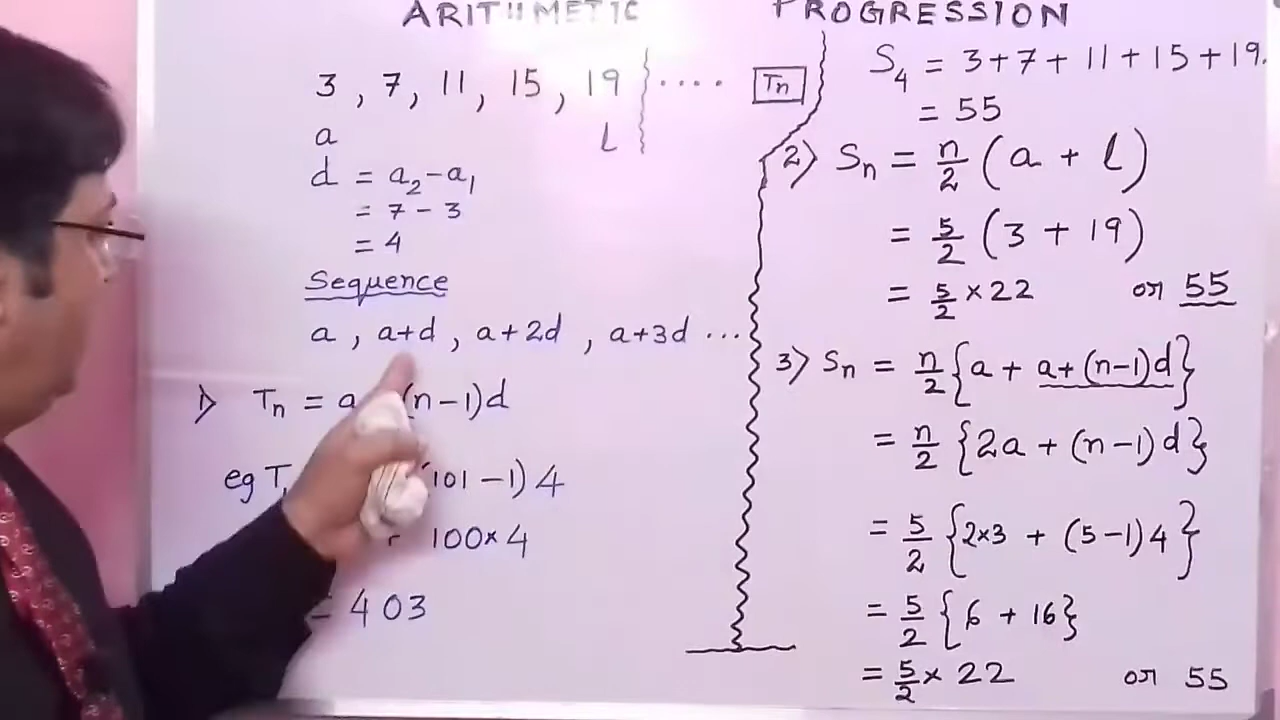 ARITHMETIC PROGRESSION
3 , 7, 11, 15, 19 .... Tn
a l
d = a₂-a₁
= 7 - 3
= 4
Sequence
a , a+d , a+2d , a+3d ...
1) Tn = a (n-1)d
eg T 101 -1) 4
100×4
= 403
S₄ = 3+7+11+15+19.
= 55
2) Sn = n/2 (a + l)
= 5/2 (3 + 19)
= 5/2 ×22 or 55
3) Sn = n/2 {a + a+(n-1)d}
= n/2 {2a + (n-1)d}
= 5/2 {2×3 + (5-1)4}
= 5/2 {6 + 16}
= 5/2 × 22 or 55